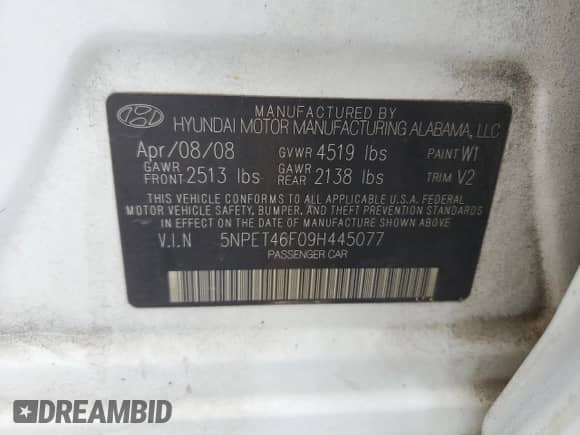 MANUFACTURED BY
HYUNDAI MOTOR MANUFACTURING ALABAMA, LLC
Apr/08/08 GVWR 4519 lbs PAINT W1
GAWR FRONT 2513 lbs GAWR REAR 2138 lbs TRIM V2
THIS VEHICLE CONFORMS TO ALL APPLICABLE U.S.A. FEDERAL
MOTOR VEHICLE SAFETY, BUMPER, AND THEFT PREVENTION STANDARDS
IN EFFECT ON THE DATE OF MANUFACTURE SHOWN ABOVE
V.I.N 5NPET46F09H445077
PASSENGER CAR
DREAMBID